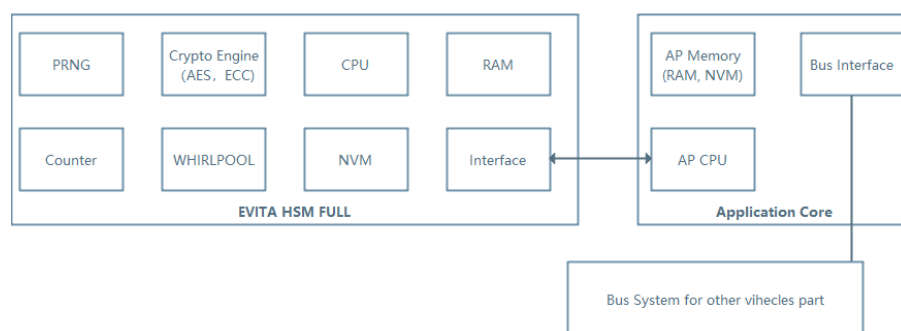 PRNG
Crypto Engine
(AES，ECC)
CPU
RAM
AP Memory
(RAM, NVM)
Bus Interface
Counter
WHIRLPOOL
NVM
Interface
AP CPU
EVITA HSM FULL
Application Core
Bus System for other vihecles part